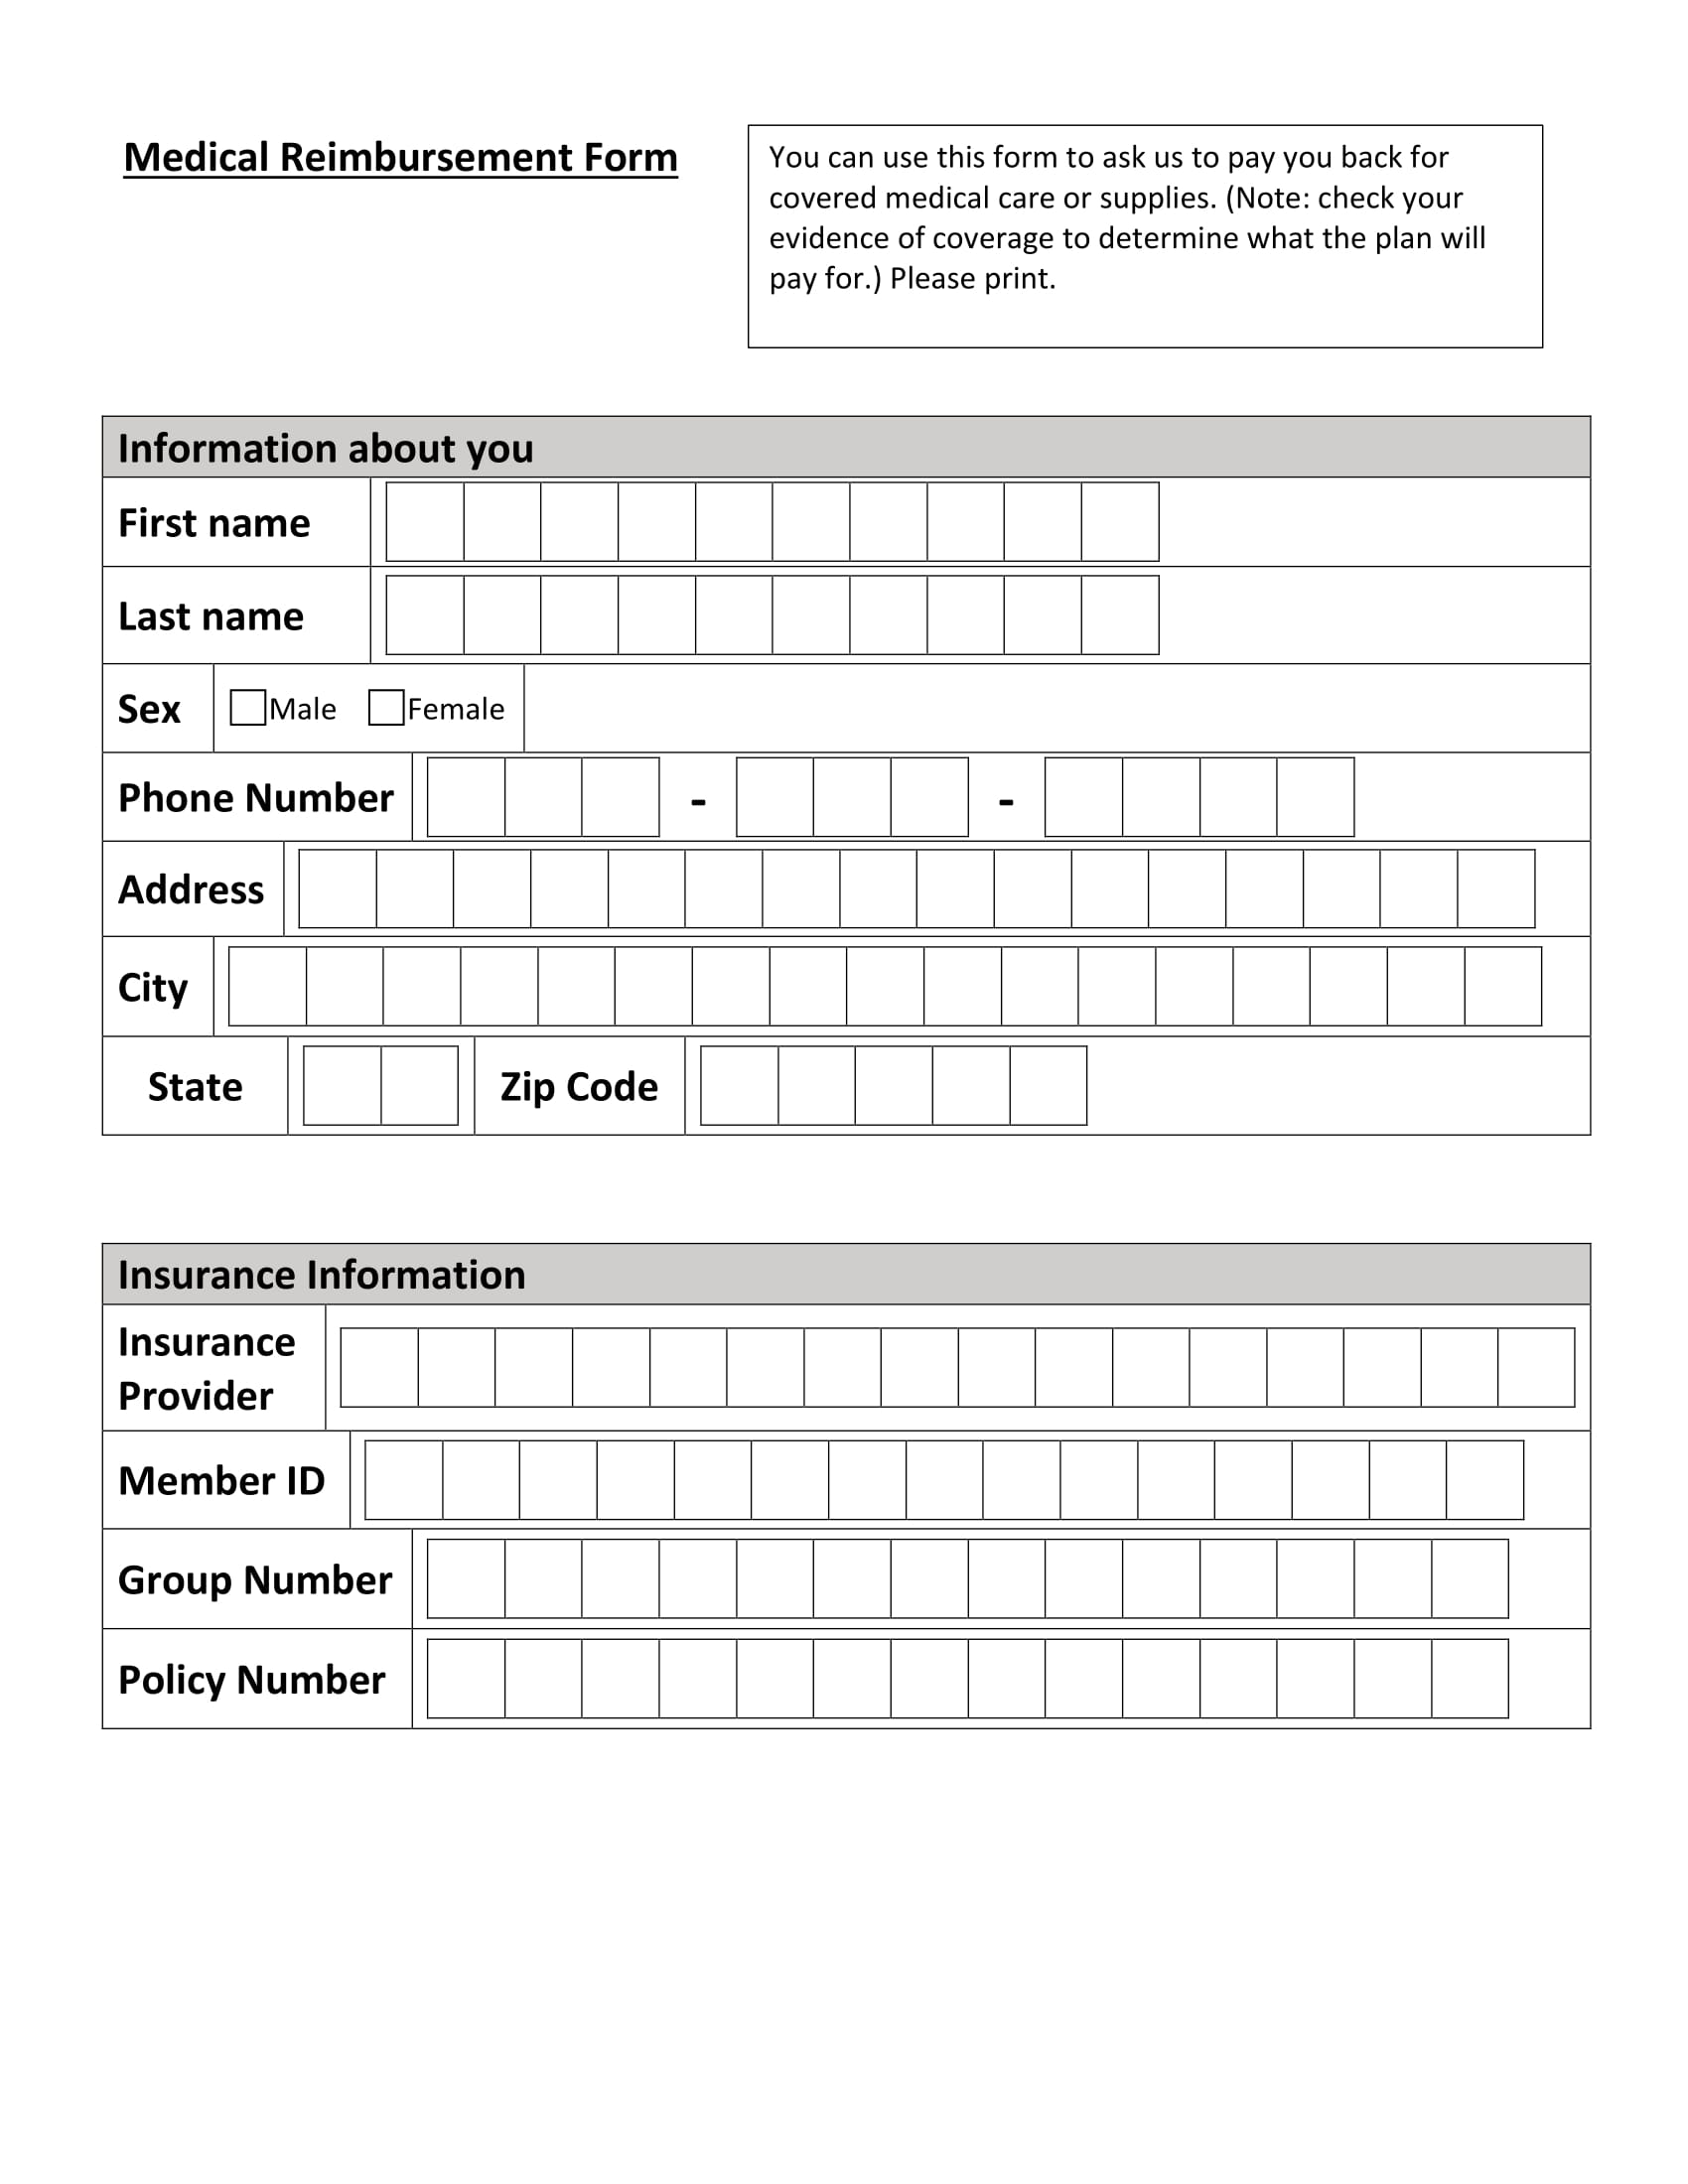 Medical Reimbursement Form
You can use this form to ask us to pay you back for
covered medical care or supplies. (Note: check your
evidence of coverage to determine what the plan will
pay for.) Please print.
Information about you
First name
Last name
Sex Male Female
Phone Number - -
Address
City
State Zip Code
Insurance Information
Insurance
Provider
Member ID
Group Number
Policy Number